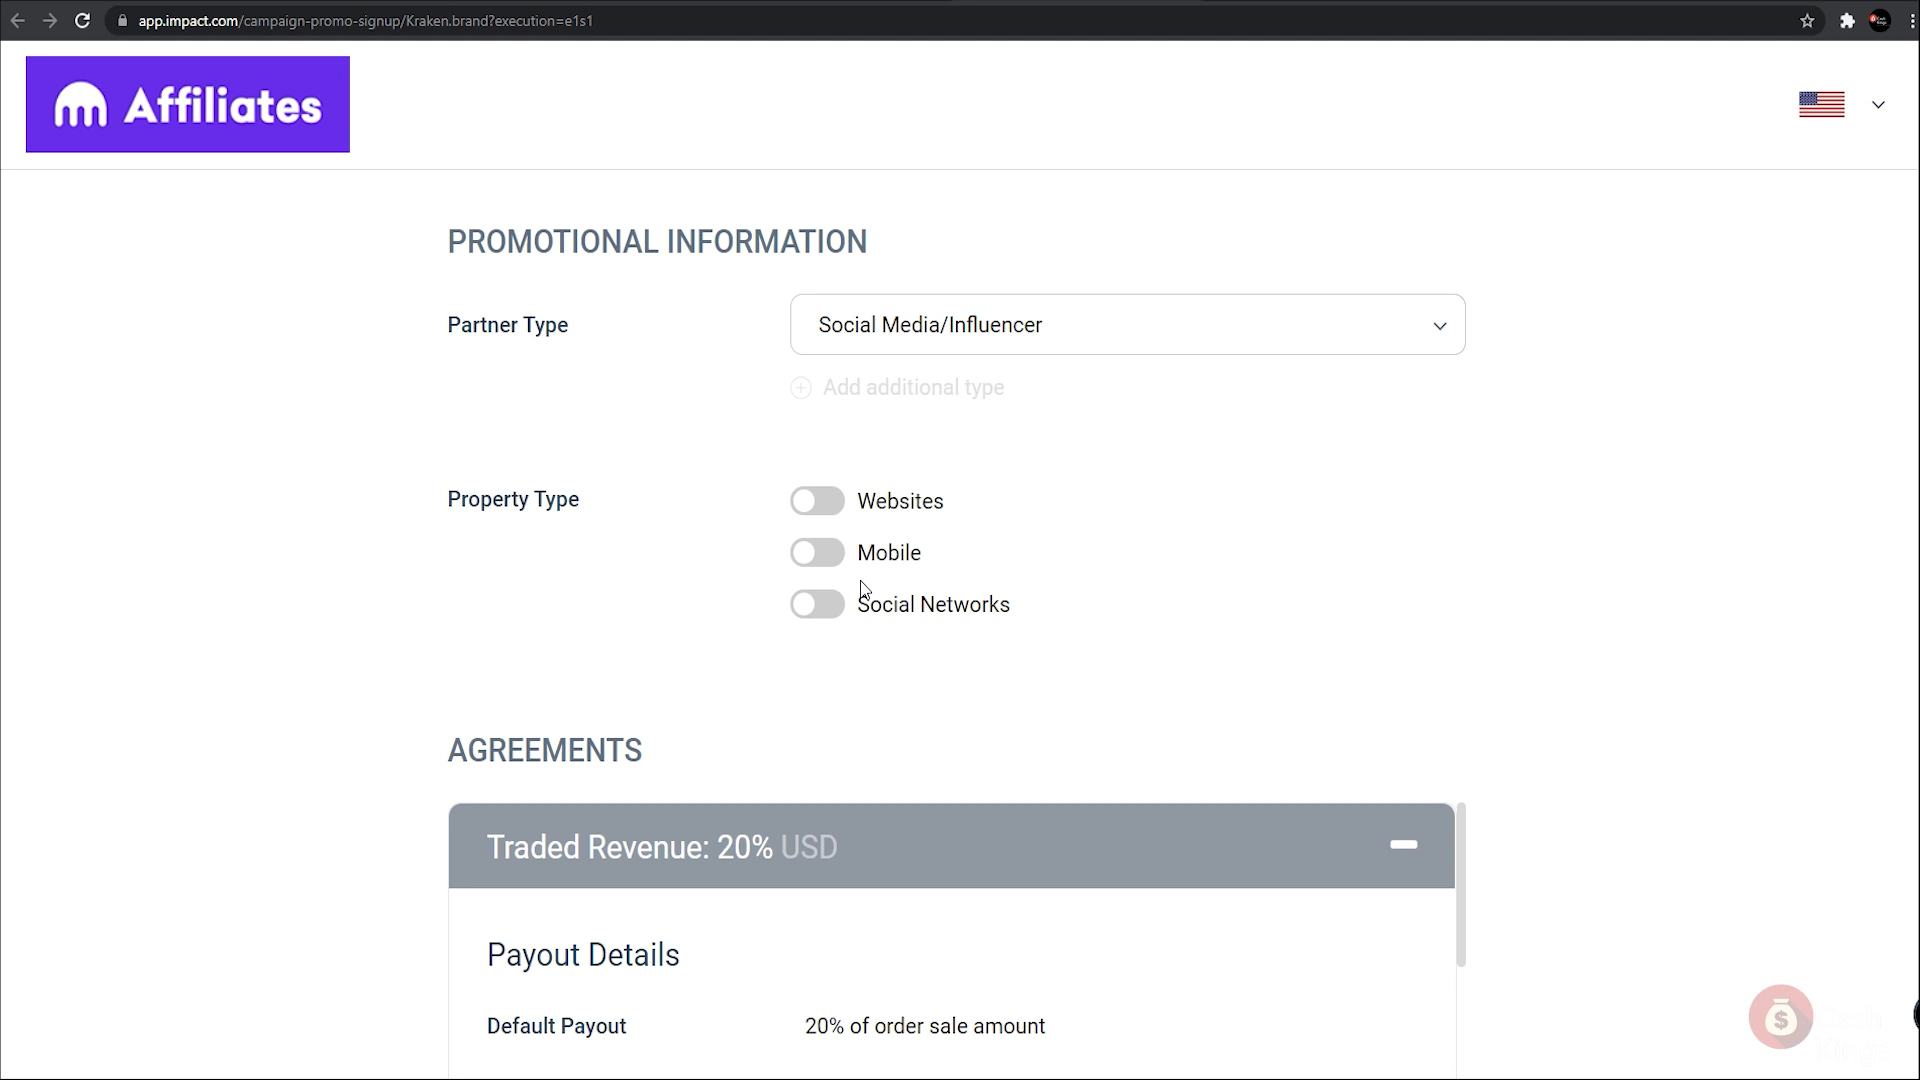 app.impact.com/campaign-promo-signup/Kraken.brand?execution=e1s1
Affiliates
PROMOTIONAL INFORMATION
Partner Type
Social Media/Influencer
Add additional type
Property Type
Websites
Mobile
Social Networks
AGREEMENTS
Traded Revenue: 20% USD
Payout Details
Default Payout
20% of order sale amount
$